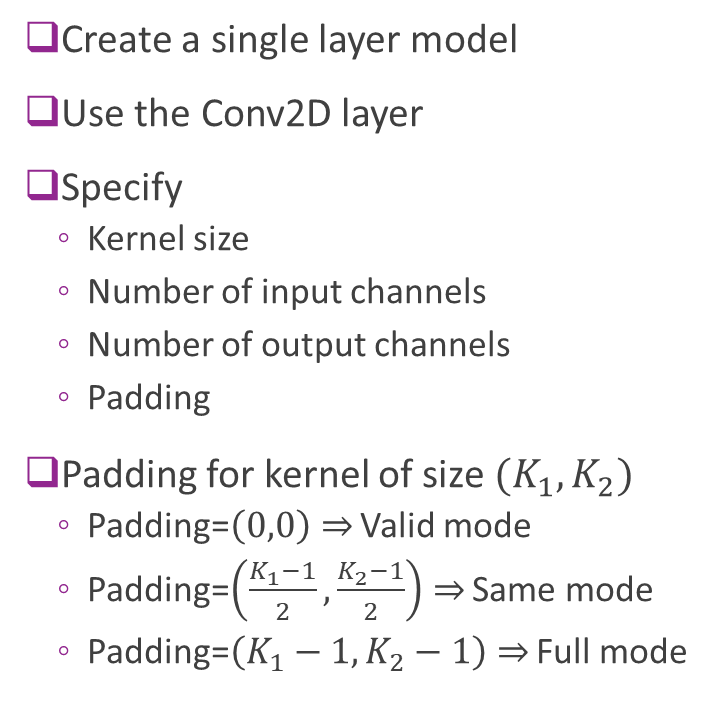 ❑Create a single layer model
❑Use the Conv2D layer
❑Specify
◦ Kernel size
◦ Number of input channels
◦ Number of output channels
◦ Padding
❑Padding for kernel of size (K₁, K₂)
◦ Padding=(0,0) ⇒ Valid mode
◦ Padding=((K₁−1)/2, (K₂−1)/2) ⇒ Same mode
◦ Padding=(K₁ − 1, K₂ − 1) ⇒ Full mode